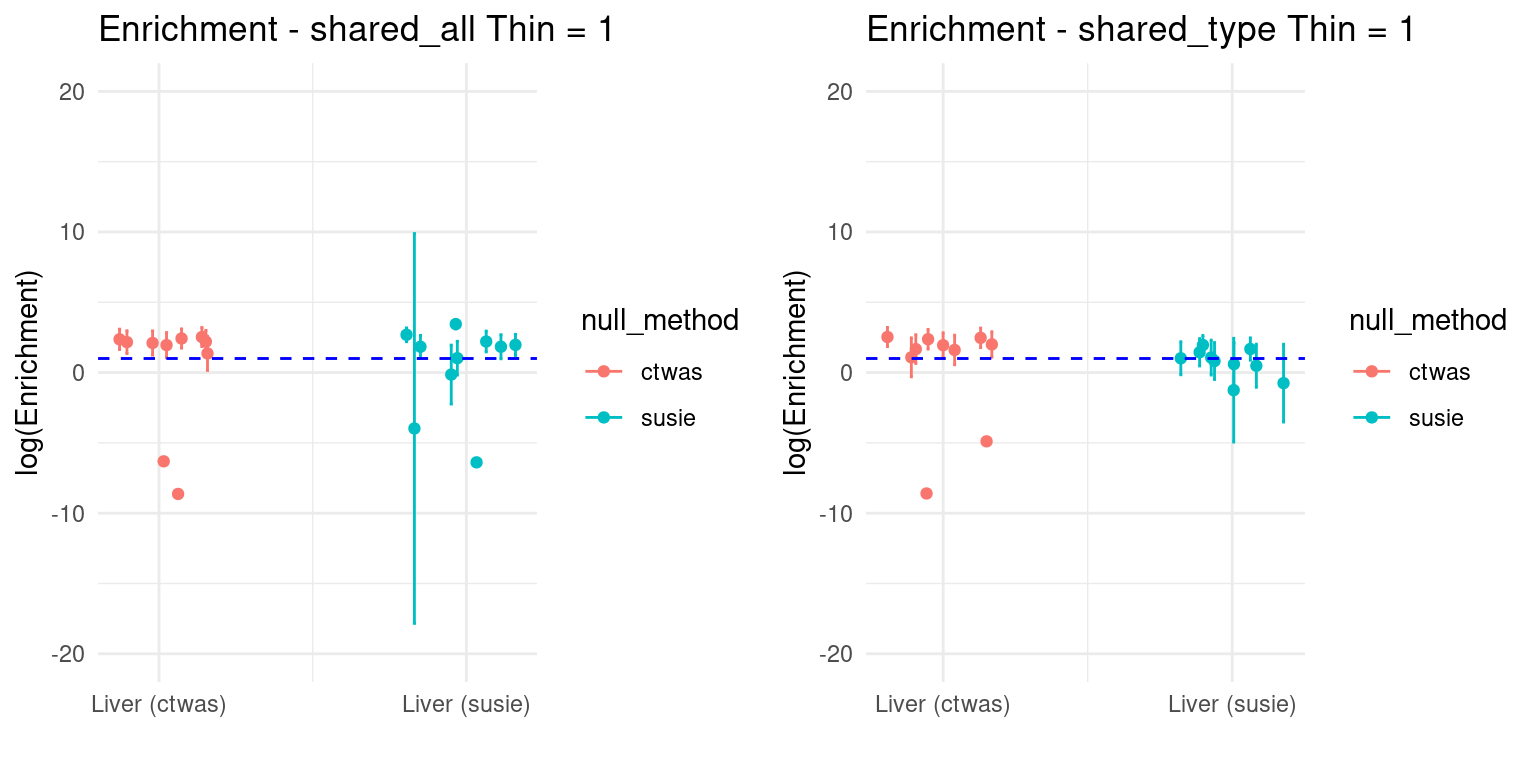 Enrichment - shared_all Thin = 1
log(Enrichment)
20
10
0
-10
-20
Liver (ctwas)
Liver (susie)
null_method
ctwas
susie
Enrichment - shared_type Thin = 1
log(Enrichment)
20
10
0
-10
-20
Liver (ctwas)
Liver (susie)
null_method
ctwas
susie